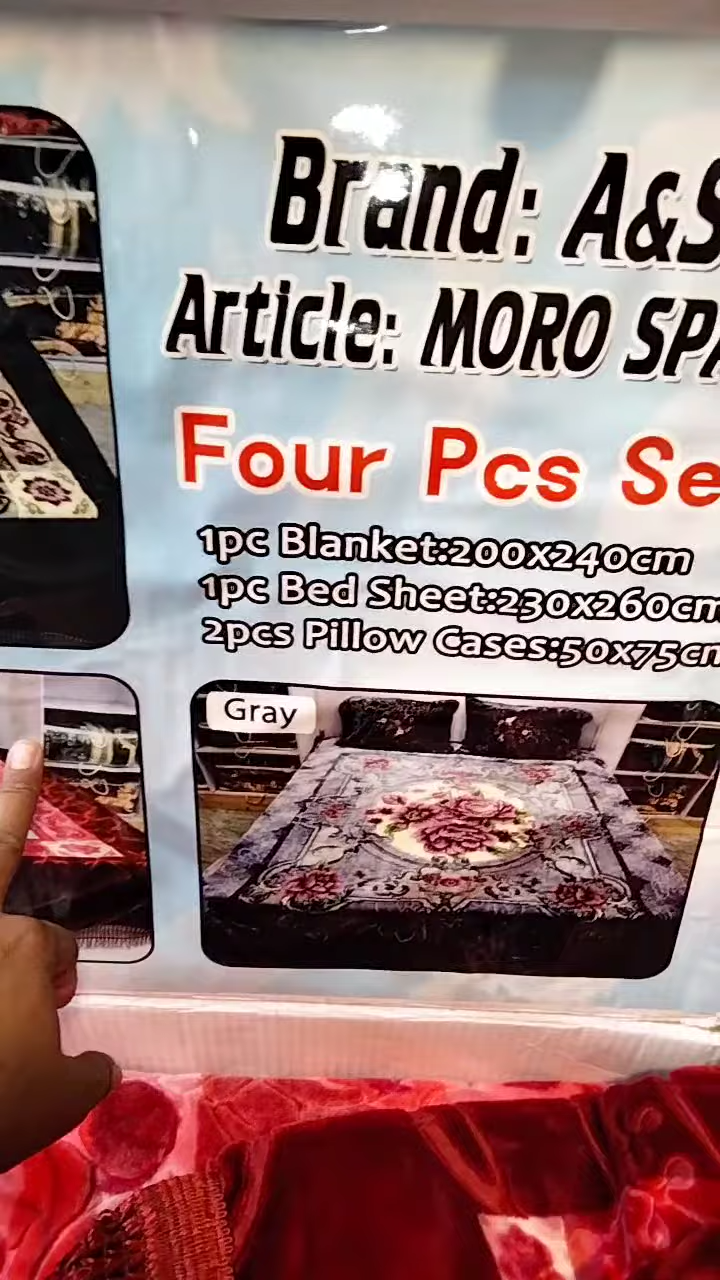 Brand: A&S
Article: MORO SPA
Four Pcs Se
1pc Blanket:200x240cm
1pc Bed Sheet:230x260cm
2pcs Pillow Cases:50x75cm
Gray